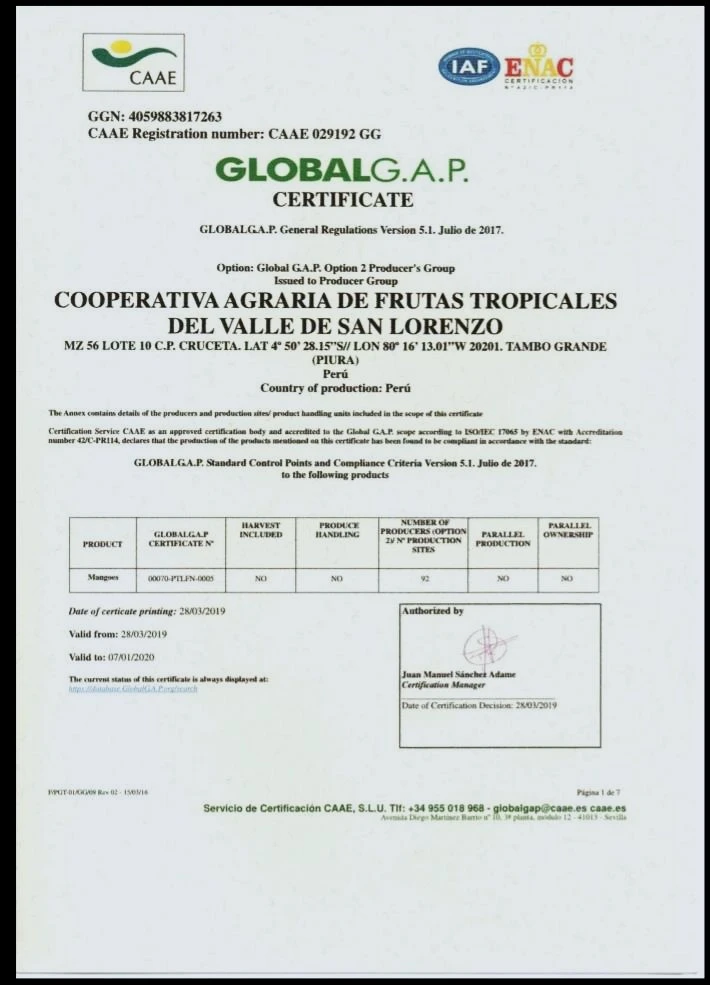 CAAE
IAF
ENAC
CERTIFICACIÓN
GGN: 4059883817263
CAAE Registration number: CAAE 029192 GG
GLOBALG.A.P.
CERTIFICATE
GLOBALG.A.P. General Regulations Version 5.1. Julio de 2017.
Option: Global G.A.P. Option 2 Producer's Group
Issued to Producer Group
COOPERATIVA AGRARIA DE FRUTAS TROPICALES
DEL VALLE DE SAN LORENZO
MZ 56 LOTE 10 C.P. CRUCETA. LAT 4º 50' 28.15"S// LON 80º 16' 13.01"W 20201. TAMBO GRANDE
(PIURA)
Perú
Country of production: Perú
The Annex contains details of the producers and production sites/ product handling units included in the scope of this certificate
Certification Service CAAE as an approved certification body and accredited to the Global G.A.P. scope according to ISO/IEC 17065 by ENAC with Accreditation
number 42/C-PR114, declares that the production of the products mentioned on this certificate has been found to be compliant in accordance with the standard:
GLOBALG.A.P. Standard Control Points and Compliance Criteria Version 5.1. Julio de 2017.
to the following products
PRODUCT
GLOBALG.A.P
CERTIFICATE Nº
HARVEST
INCLUDED
PRODUCE
HANDLING
NUMBER OF
PRODUCERS (OPTION
2)/ Nº PRODUCTION
SITES
PARALLEL
PRODUCTION
PARALLEL
OWNERSHIP
Mangoes 00070-PTLFN-0005 NO NO 92 NO NO
Date of certicate printing: 28/03/2019
Valid from: 28/03/2019
Valid to: 07/01/2020
The current status of this certificate is always displayed at:
https://database.GlobalG.A.P.org/search
Authorized by
Juan Manuel Sánchez Adame
Certification Manager
Date of Certification Decision: 28/03/2019
F/PGT-01/GG/09 Rev 02 - 15/03/16
Página 1 de 7
Servicio de Certificación CAAE, S.L.U. Tlf: +34 955 018 968 - globalgap@caae.es caae.es
Avenida Diego Martínez Barrio nº 10, 3ª planta, módulo 12 - 41013 - Sevilla